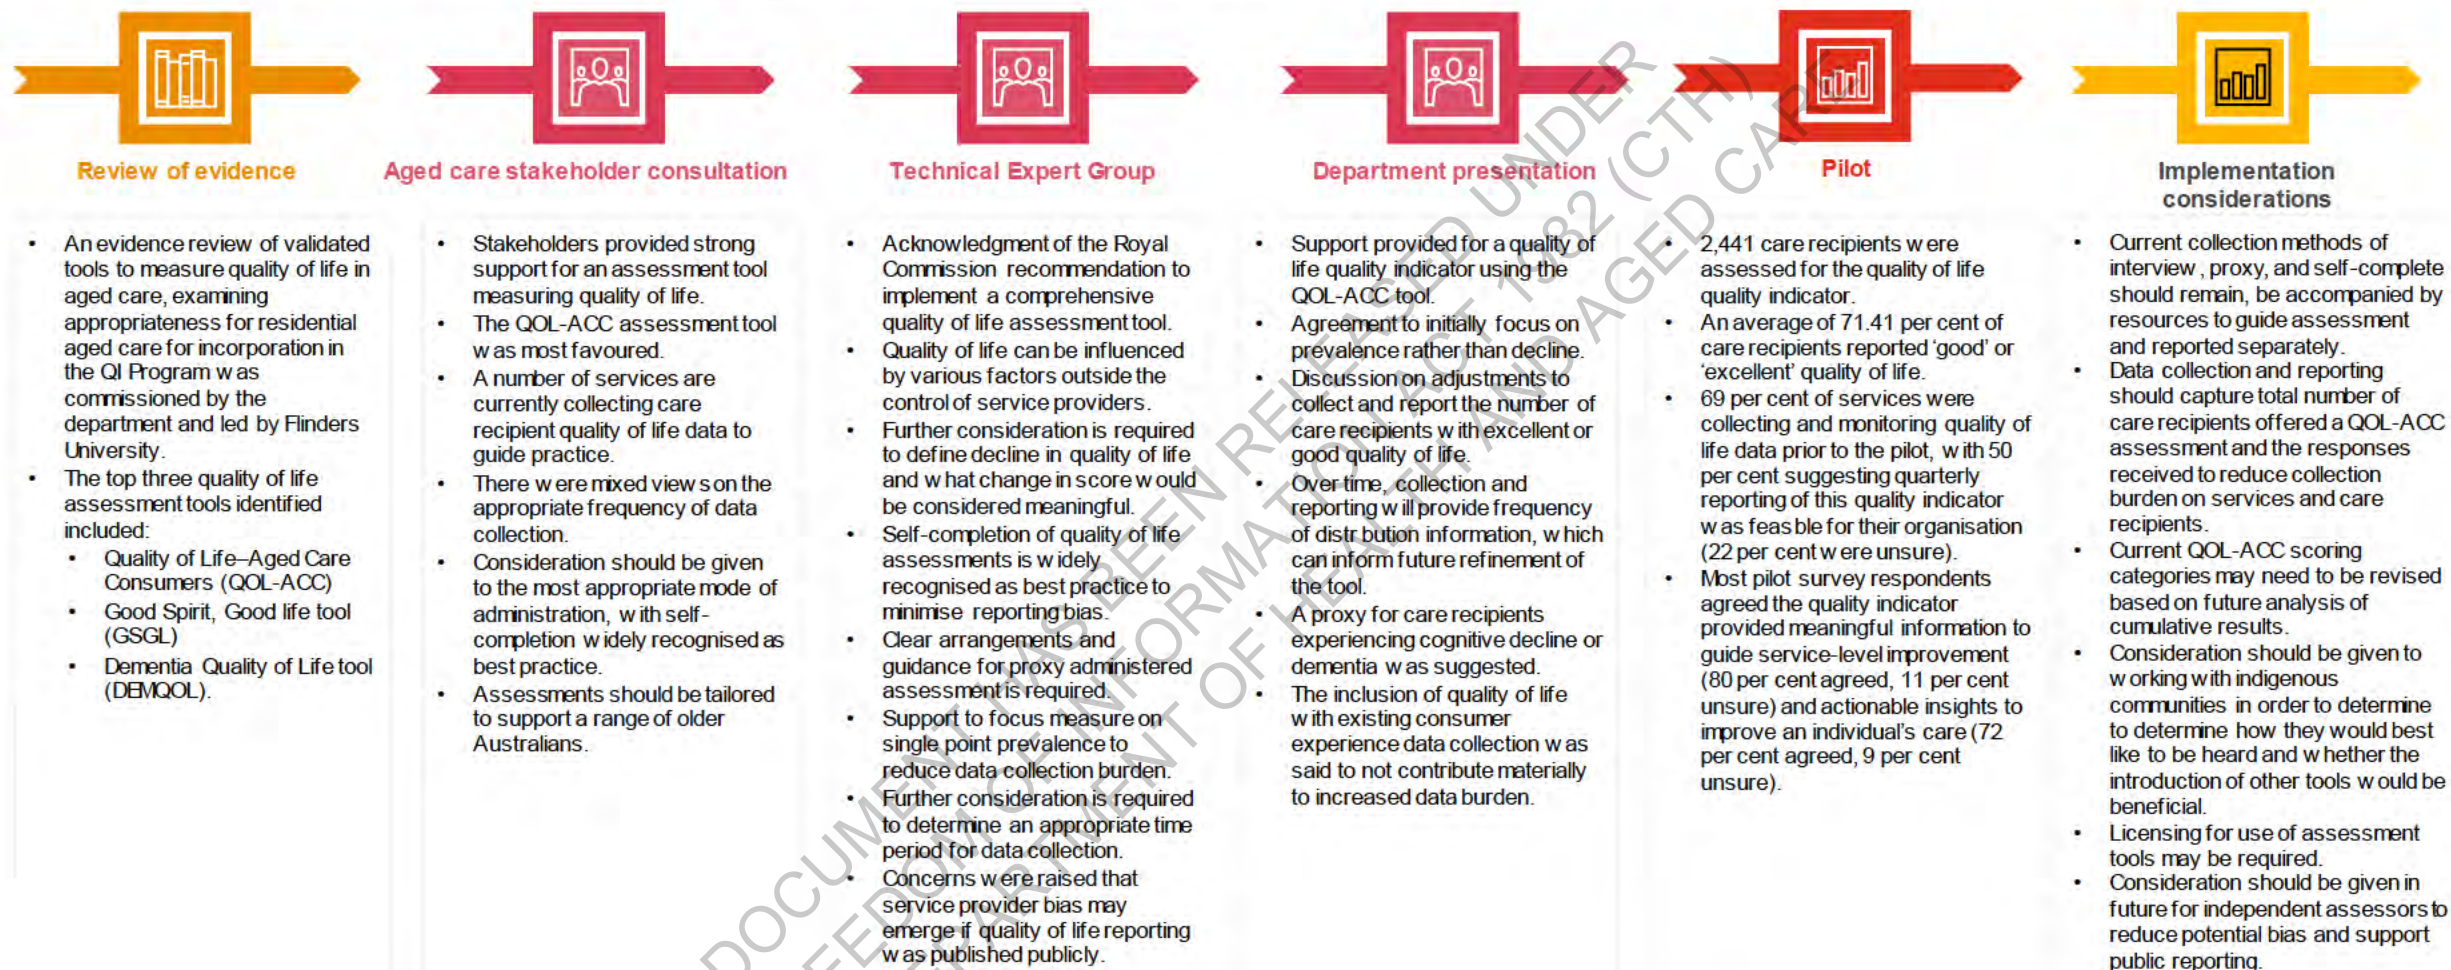 Review of evidence
An evidence review of validated
tools to measure quality of life in
aged care, examining
appropriateness for residential
aged care for incorporation in
the QI Program was
commissioned by the
department and led by Flinders
University.
The top three quality of life
assessment tools identified
included:
Quality of Life–Aged Care
Consumers (QOL-ACC)
Good Spirit, Good life tool
(GSGL)
Dementia Quality of Life tool
(DEMQOL).
Aged care stakeholder consultation
Stakeholders provided strong
support for an assessment tool
measuring quality of life.
The QOL-ACC assessment tool
was most favoured.
A number of services are
currently collecting care
recipient quality of life data to
guide practice.
There were mixed views on the
appropriate frequency of data
collection.
Consideration should be given
to the most appropriate mode of
administration, with self-
completion widely recognised as
best practice.
Assessments should be tailored
to support a range of older
Australians.
Technical Expert Group
Acknowledgment of the Royal
Commission recommendation to
implement a comprehensive
quality of life assessment tool.
Quality of life can be influenced
by various factors outside the
control of service providers.
Further consideration is required
to define decline in quality of life
and what change in score would
be considered meaningful.
Self-completion of quality of life
assessments is widely
recognised as best practice to
minimise reporting bias.
Clear arrangements and
guidance for proxy administered
assessment is required.
Support to focus measure on
single point prevalence to
reduce data collection burden.
Further consideration is required
to determine an appropriate time
period for data collection.
Concerns were raised that
service provider bias may
emerge if quality of life reporting
was published publicly.
Department presentation
Support provided for a quality of
life quality indicator using the
QOL-ACC tool.
Agreement to initially focus on
prevalence rather than decline.
Discussion on adjustments to
collect and report the number of
care recipients with excellent or
good quality of life.
Over time, collection and
reporting will provide frequency
of distr bution information, which
can inform future refinement of
the tool.
A proxy for care recipients
experiencing cognitive decline or
dementia was suggested.
The inclusion of quality of life
with existing consumer
experience data collection was
said to not contribute materially
to increased data burden.
Pilot
2,441 care recipients were
assessed for the quality of life
quality indicator.
An average of 71.41 per cent of
care recipients reported 'good' or
'excellent' quality of life.
69 per cent of services were
collecting and monitoring quality of
life data prior to the pilot, with 50
per cent suggesting quarterly
reporting of this quality indicator
was feas ble for their organisation
(22 per cent were unsure).
Most pilot survey respondents
agreed the quality indicator
provided meaningful information to
guide service-level improvement
(80 per cent agreed, 11 per cent
unsure) and actionable insights to
improve an individual's care (72
per cent agreed, 9 per cent
unsure).
Implementation
considerations
Current collection methods of
interview, proxy, and self-complete
should remain, be accompanied by
resources to guide assessment
and reported separately.
Data collection and reporting
should capture total number of
care recipients offered a QOL-ACC
assessment and the responses
received to reduce collection
burden on services and care
recipients.
Current QOL-ACC scoring
categories may need to be revised
based on future analysis of
cumulative results.
Consideration should be given to
working with indigenous
communities in order to determine
to determine how they would best
like to be heard and whether the
introduction of other tools would be
beneficial.
Licensing for use of assessment
tools may be required.
Consideration should be given in
future for independent assessors to
reduce potential bias and support
public reporting.
DOCUMENT HAS BEEN RELEASED UNDER
FREEDOM OF INFORMATION ACT 1982 (CTH)
DEPARTMENT OF HEALTH AND AGED CARE